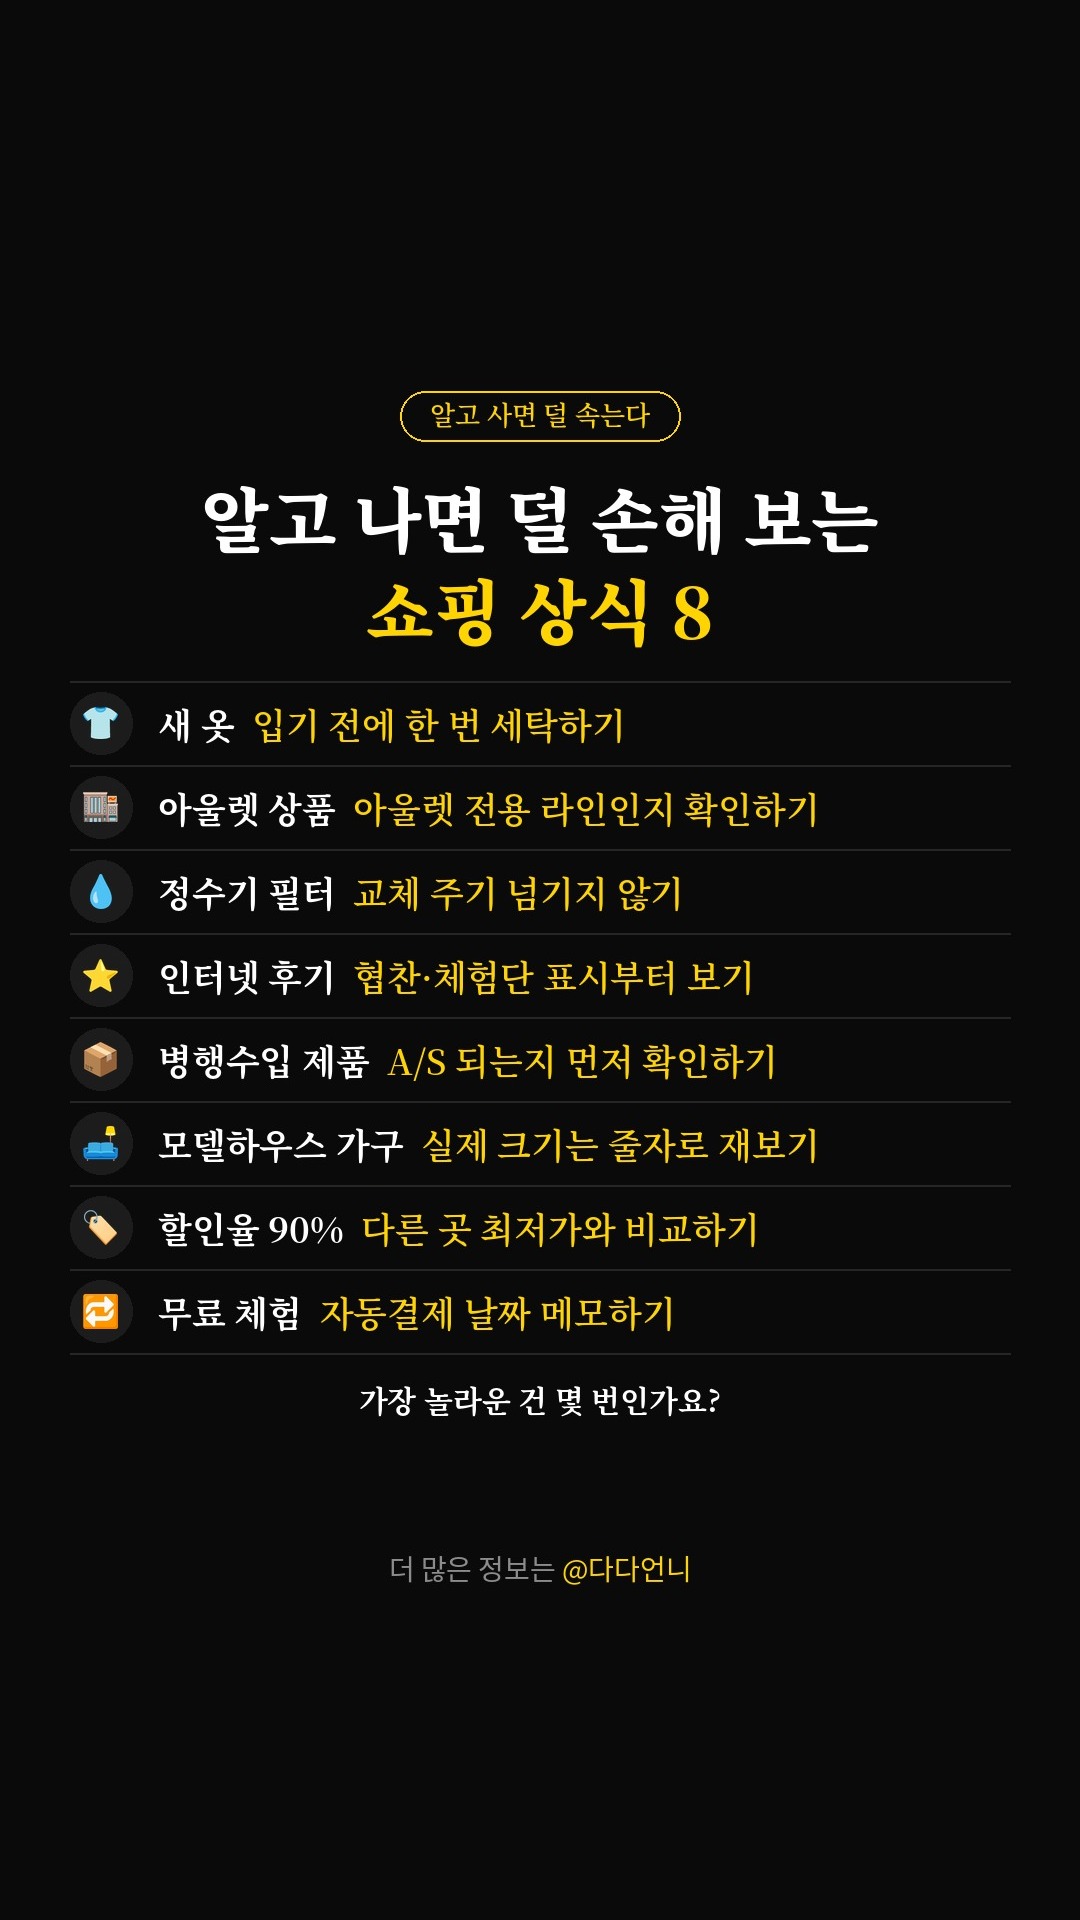 알고 사면 덜 속는다
알고 나면 덜 손해 보는
쇼핑 상식 8
새 옷 입기 전에 한 번 세탁하기
아울렛 상품 아울렛 전용 라인인지 확인하기
정수기 필터 교체 주기 넘기지 않기
인터넷 후기 협찬·체험단 표시부터 보기
병행수입 제품 A/S 되는지 먼저 확인하기
모델하우스 가구 실제 크기는 줄자로 재보기
할인율 90% 다른 곳 최저가와 비교하기
무료 체험 자동결제 날짜 메모하기
가장 놀라운 건 몇 번인가요?
더 많은 정보는 @다다언니